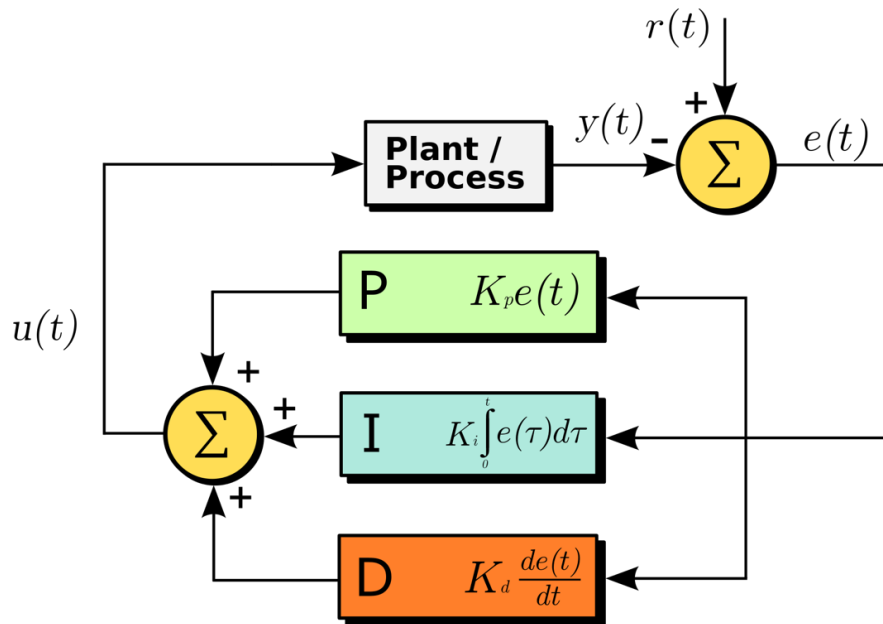 r(t)
+
Plant /
Process
y(t)
-
Σ
e(t)
P K_p e(t)
u(t)
+
+
Σ
I K_i ∫_0^t e(τ)dτ
+
D K_d de(t)/dt